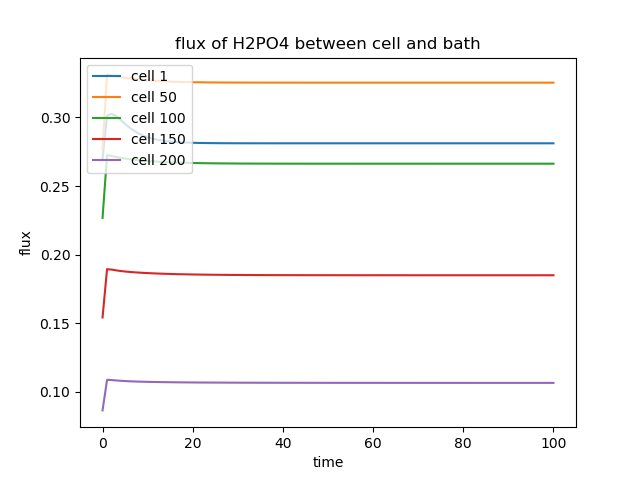 flux of H2PO4 between cell and bath
cell 1
cell 50
cell 100
cell 150
cell 200
flux
0.30
0.25
0.20
0.15
0.10
0
20
40
60
80
100
time